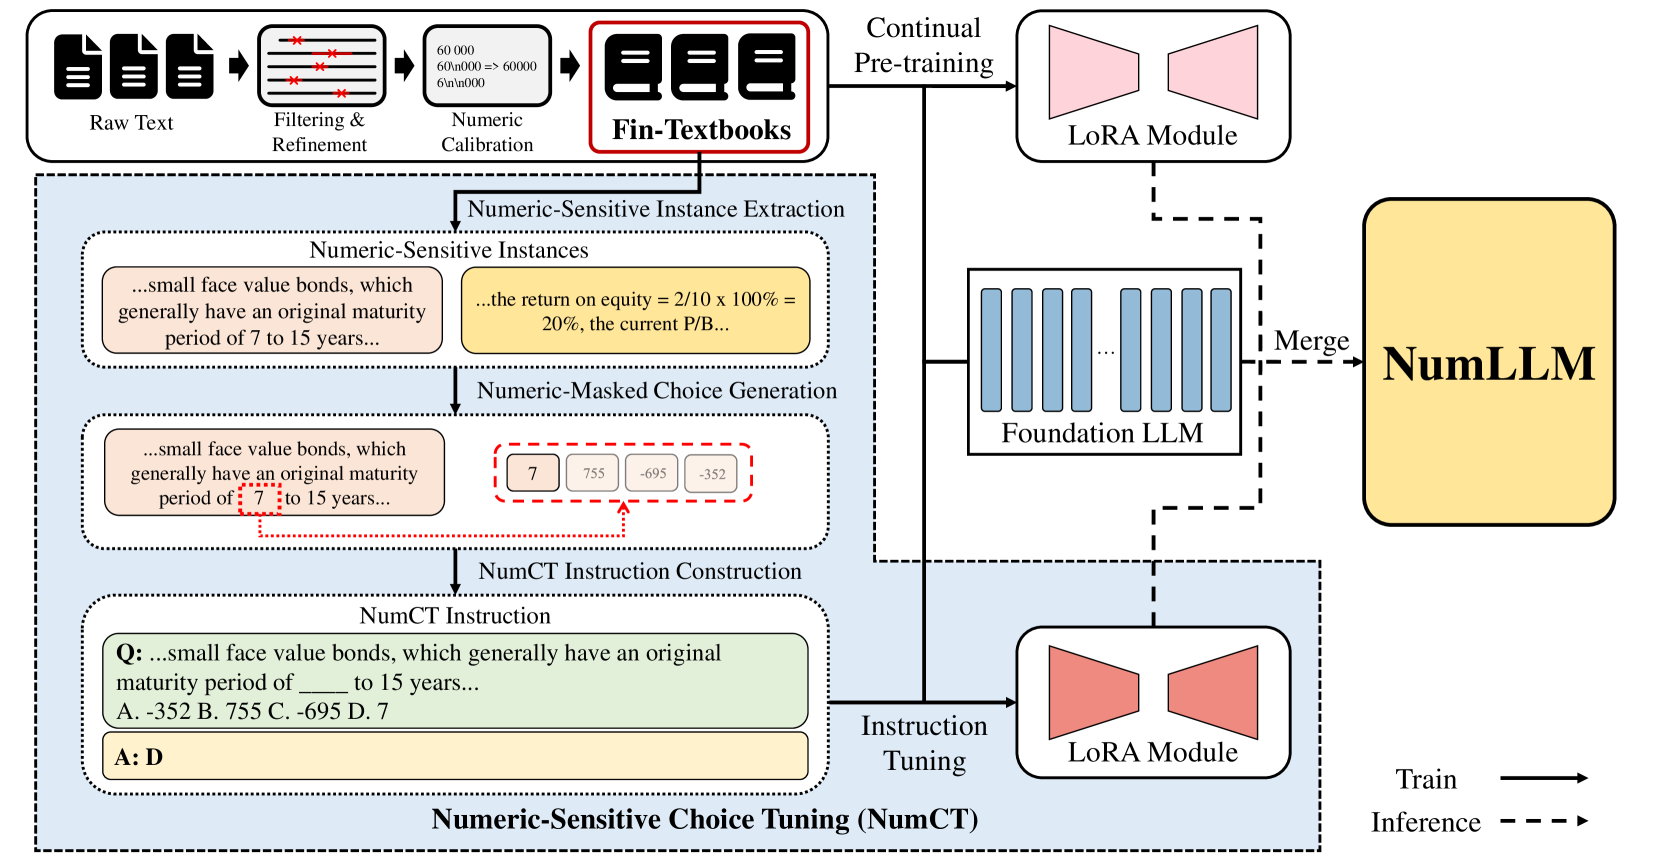 Raw Text
Filtering &
Refinement
60 000
60\n000 => 60000
6\n\n000
Numeric
Calibration
Fin-Textbooks
Continual
Pre-training
LoRA Module
Numeric-Sensitive Instance Extraction
Numeric-Sensitive Instances
...small face value bonds, which
generally have an original maturity
period of 7 to 15 years...
...the return on equity = 2/10 x 100% =
20%, the current P/B...
Numeric-Masked Choice Generation
...small face value bonds, which
generally have an original maturity
period of 7 to 15 years...
7 755 -695 -352
NumCT Instruction Construction
NumCT Instruction
Q: ...small face value bonds, which generally have an original
maturity period of ____ to 15 years...
A. -352 B. 755 C. -695 D. 7
A: D
Numeric-Sensitive Choice Tuning (NumCT)
...
Foundation LLM
Merge
NumLLM
Instruction
Tuning
LoRA Module
Train
Inference